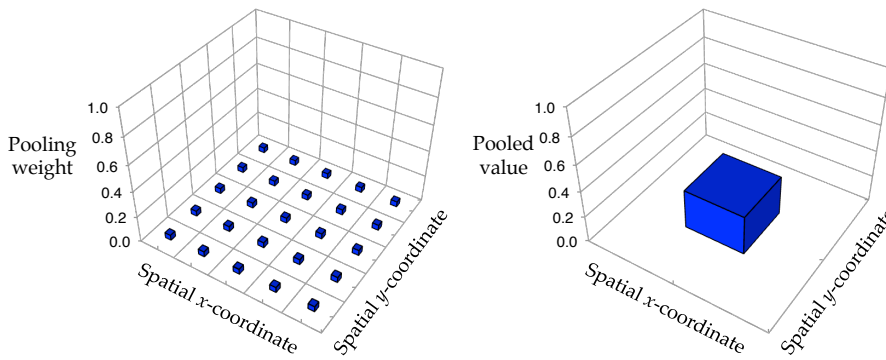 1.0
0.8
Pooling
weight
0.6
0.4
0.2
0.0
Spatial x-coordinate
Spatial y-coordinate
1.0
0.8
Pooled
value
0.6
0.4
0.2
0.0
Spatial x-coordinate
Spatial y-coordinate